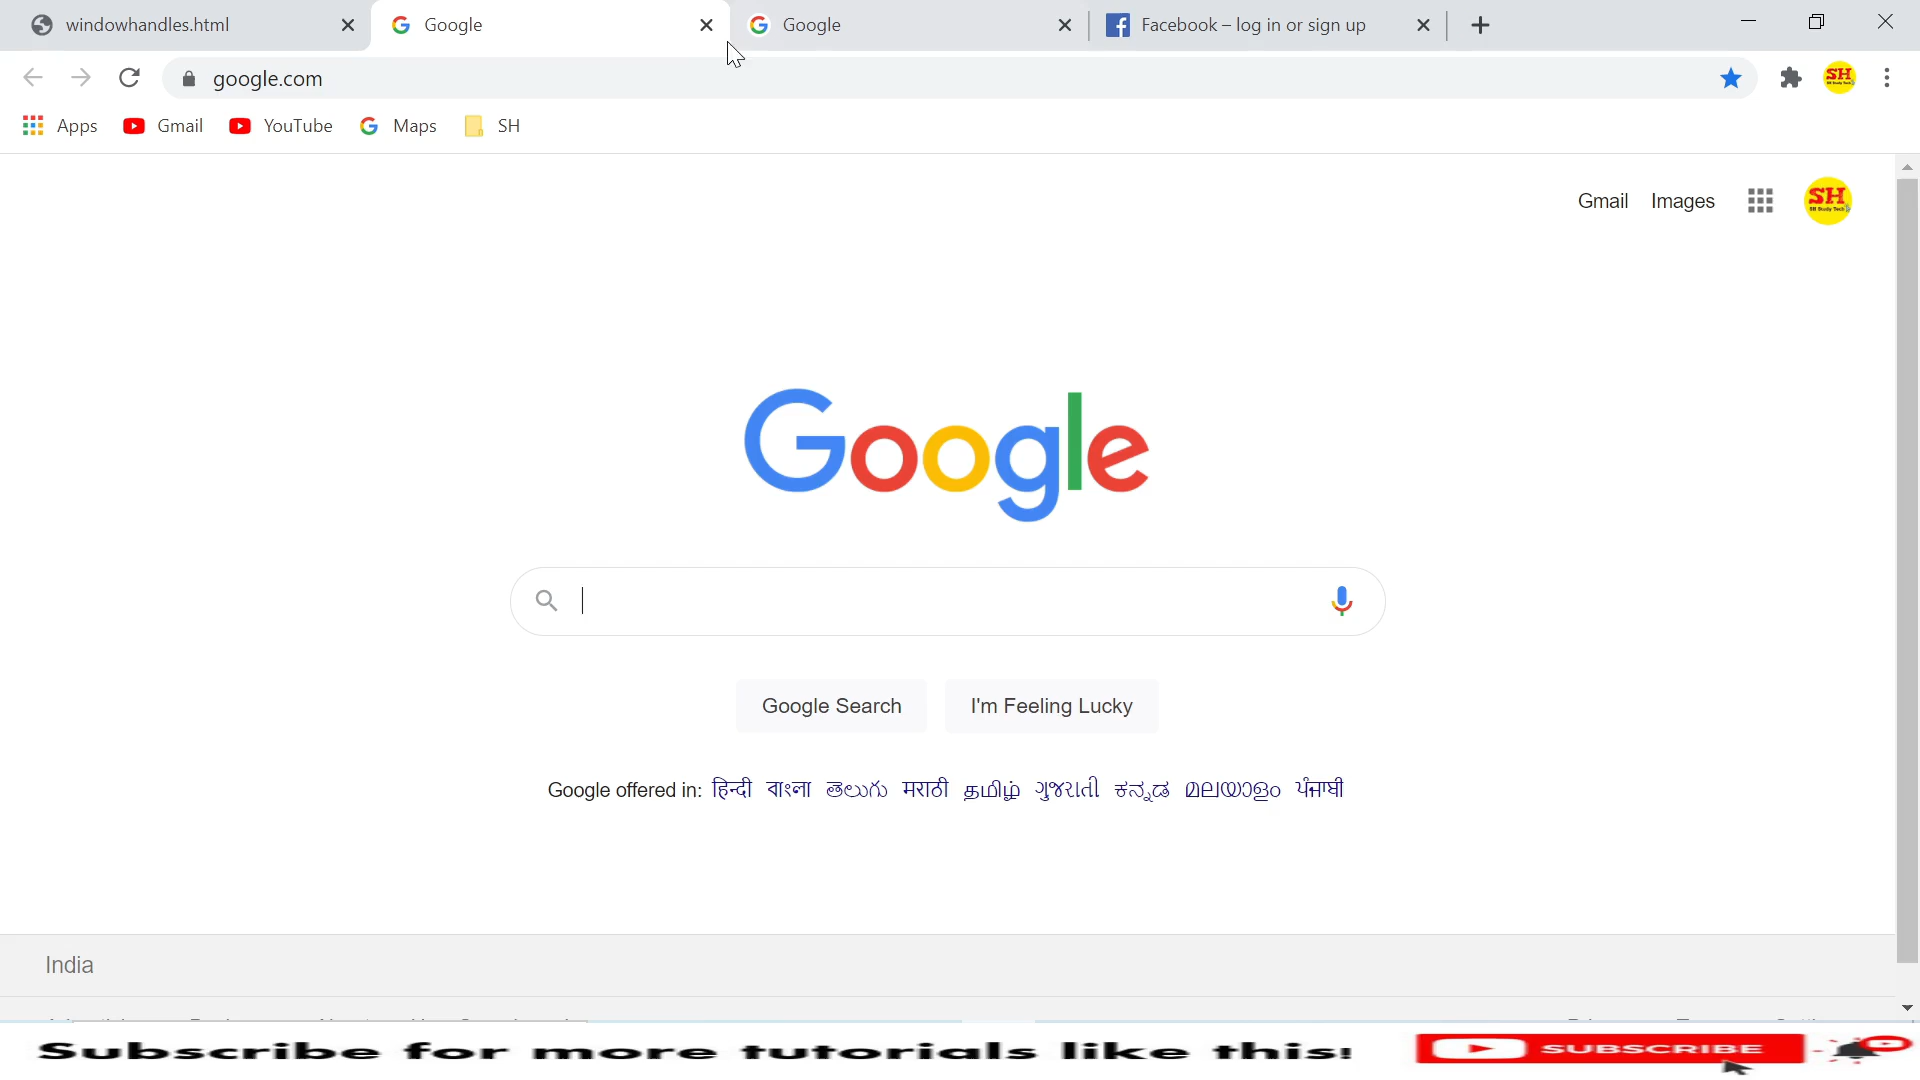 windowhandles.html
Google
Google
Facebook – log in or sign up
google.com
SH
Apps
Gmail
YouTube
Maps
SH
Gmail
Images
SH
Google
Google Search
I'm Feeling Lucky
Google offered in: हिन्दी বাংলা తెలుగు मराठी தமிழ் ગુજરાતી ಕನ್ನಡ മലയാളം ਪੰਜਾਬੀ
India
Subscribe for more tutorials like this!
SUBSCRIBE